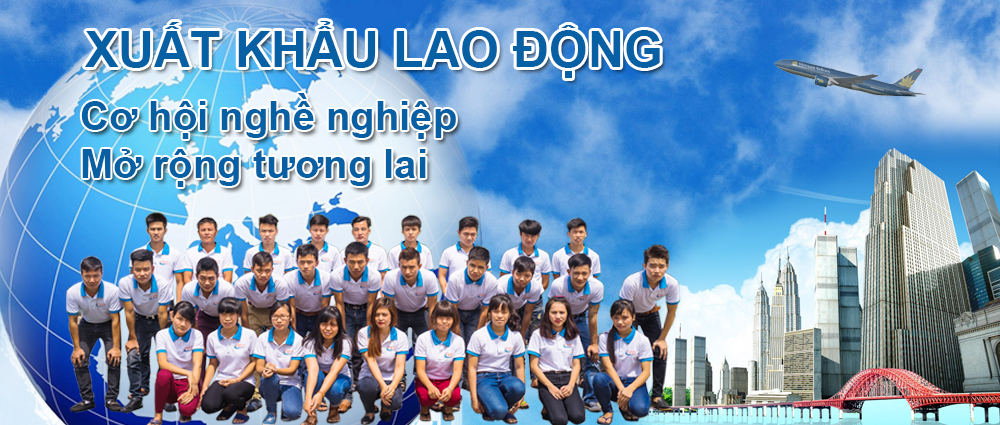 XUẤT KHẨU LAO ĐỘNG
Cơ hội nghề nghiệp
Mở rộng tương lai